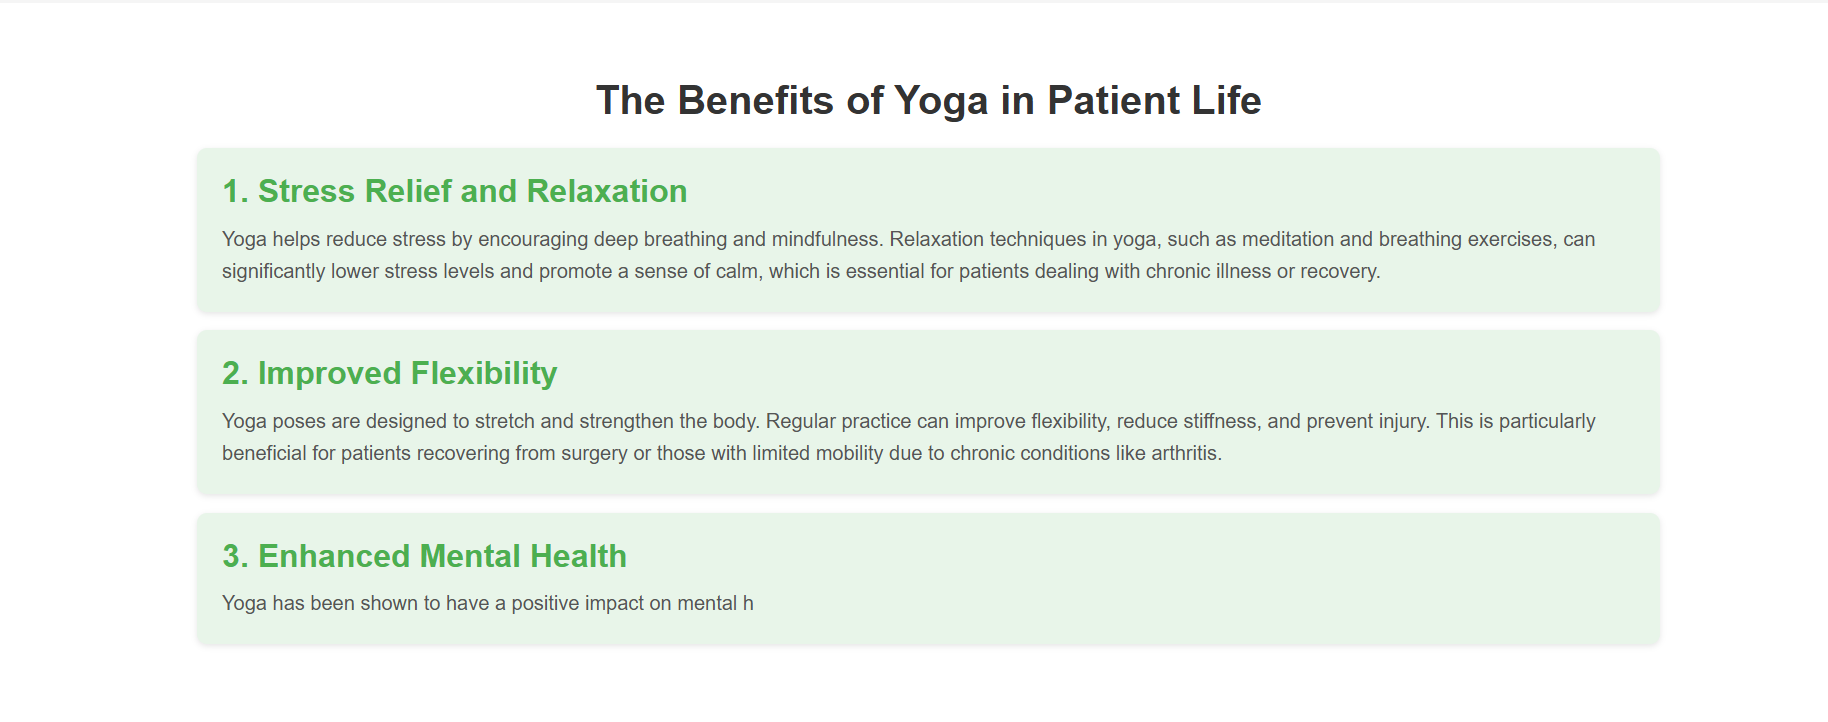 The Benefits of Yoga in Patient Life
1. Stress Relief and Relaxation
Yoga helps reduce stress by encouraging deep breathing and mindfulness. Relaxation techniques in yoga, such as meditation and breathing exercises, can
significantly lower stress levels and promote a sense of calm, which is essential for patients dealing with chronic illness or recovery.
2. Improved Flexibility
Yoga poses are designed to stretch and strengthen the body. Regular practice can improve flexibility, reduce stiffness, and prevent injury. This is particularly
beneficial for patients recovering from surgery or those with limited mobility due to chronic conditions like arthritis.
3. Enhanced Mental Health
Yoga has been shown to have a positive impact on mental h